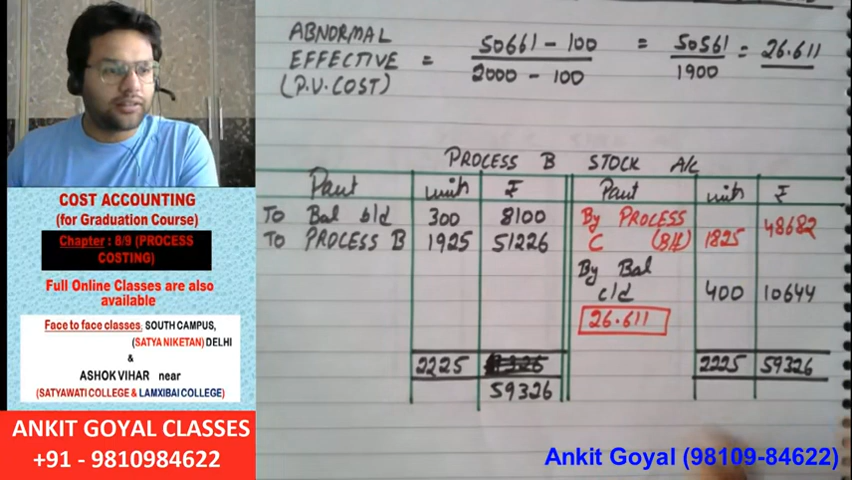 ABNORMAL
EFFECTIVE = 50661 - 100 = 50561 = 26.611
(P.U.COST) 2000 - 100 1900
PROCESS B STOCK A/C
Part units ₹ Part units ₹
To Bal b/d 300 8100 By PROCESS 48682
To PROCESS B 1925 51226 C (B/f) 1825
By Bal
c/d 400 10644
26.611
2225 2225 59326
59326
COST ACCOUNTING
(for Graduation Course)
Chapter : 8/9 (PROCESS
COSTING)
Full Online Classes are also
available
Face to face classes, SOUTH CAMPUS,
(SATYA NIKETAN) DELHI
&
ASHOK VIHAR near
(SATYAWATI COLLEGE & LAMXIBAI COLLEGE)
ANKIT GOYAL CLASSES
+91 - 9810984622
Ankit Goyal (98109-84622)